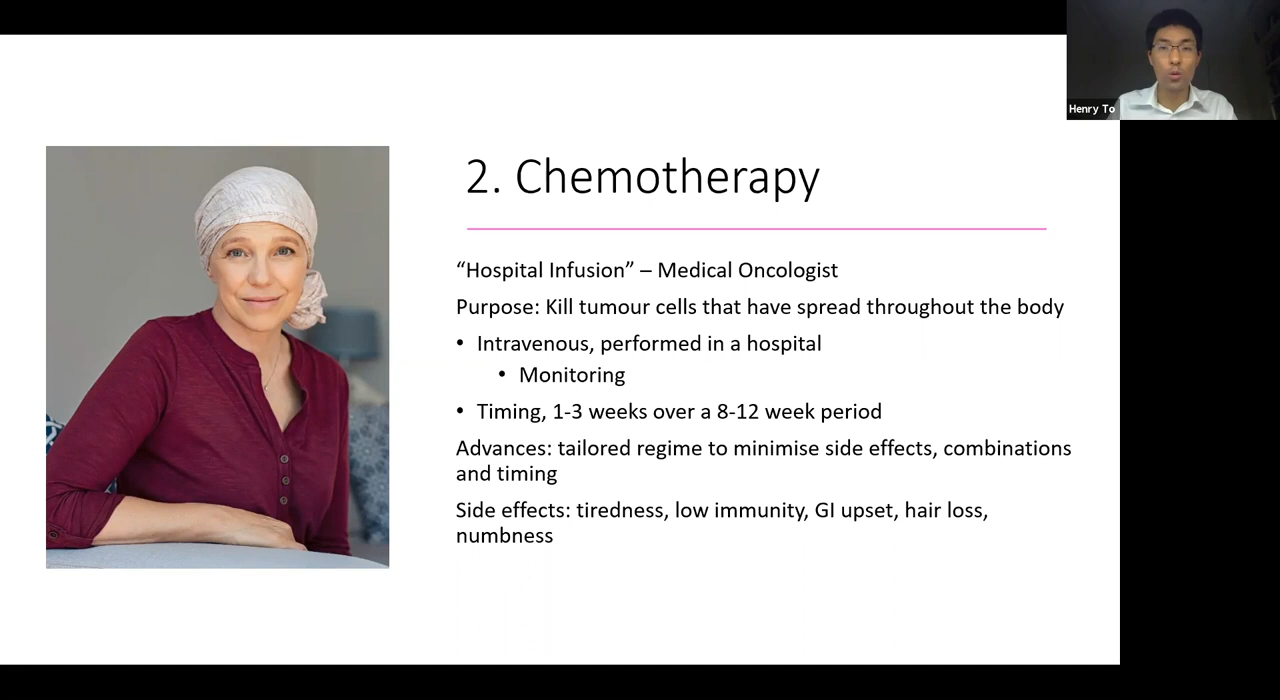 Henry To
2. Chemotherapy
“Hospital Infusion” – Medical Oncologist
Purpose: Kill tumour cells that have spread throughout the body
• Intravenous, performed in a hospital
• Monitoring
• Timing, 1-3 weeks over a 8-12 week period
Advances: tailored regime to minimise side effects, combinations
and timing
Side effects: tiredness, low immunity, GI upset, hair loss,
numbness